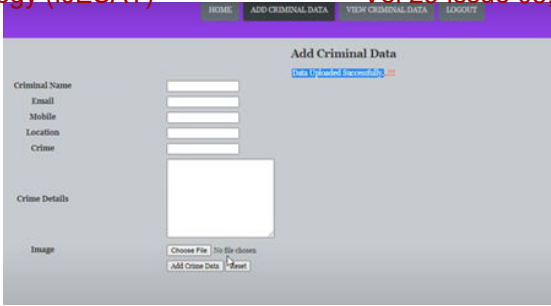 HOME ADD CRIMINAL DATA VIEW CRIMINAL DATA LOGOUT
Add Criminal Data
Data Uploaded Successfully..!!!
Criminal Name
Email
Mobile
Location
Crime
Crime Details
Image Choose File No file chosen
Add Crime Data Reset